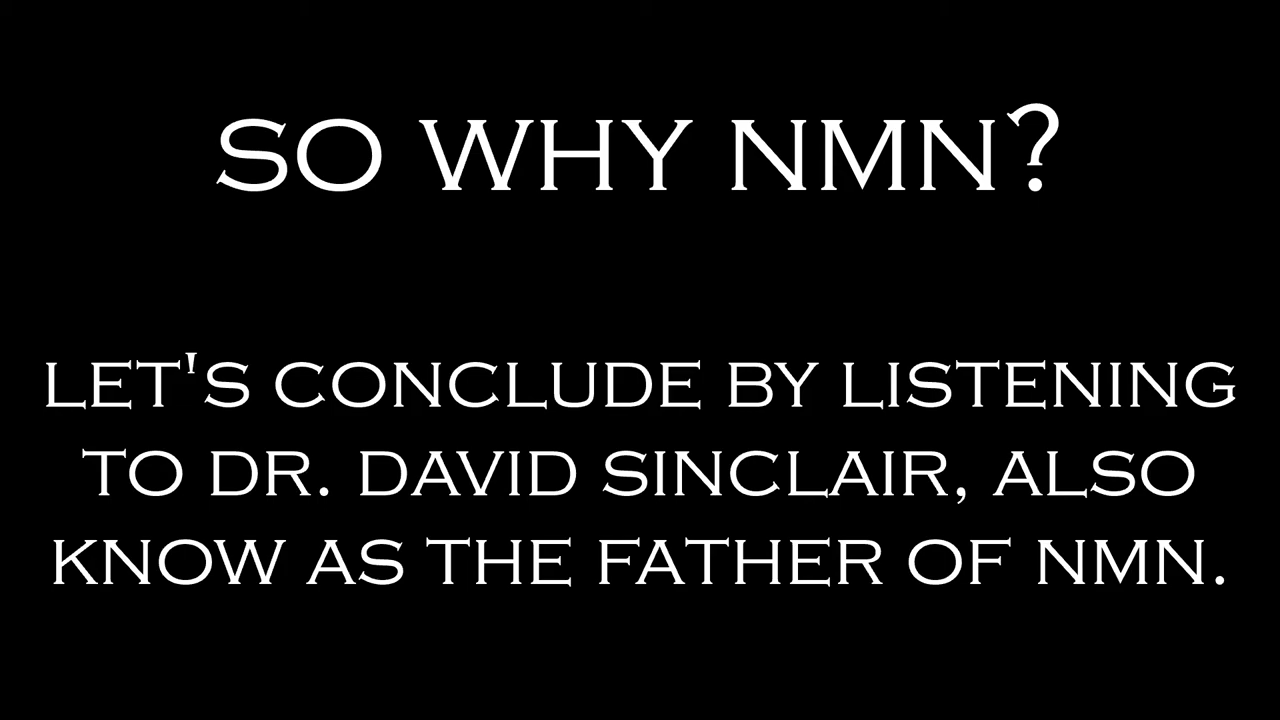 SO WHY NMN?
LET'S CONCLUDE BY LISTENING
TO DR. DAVID SINCLAIR, ALSO
KNOW AS THE FATHER OF NMN.